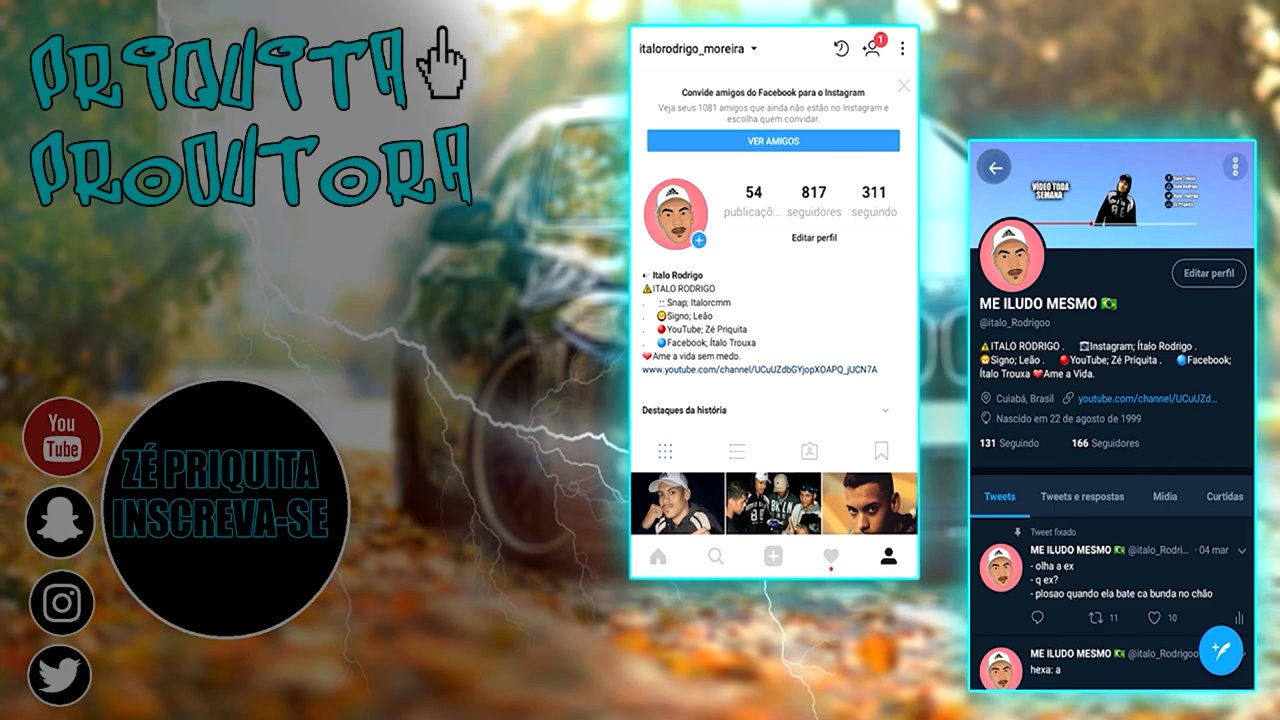 PRIQUITA
PRODUTORA
You
Tube
ZÉ PRIQUITA
INSCREVA-SE
italorodrigo_moreira
1
Convide amigos do Facebook para o Instagram
Veja seus 1081 amigos que ainda não estão no Instagram e
escolha quem convidar.
VER AMIGOS
54 817 311
publicaçõ... seguidores seguindo
Editar perfil
Italo Rodrigo
⚠ITALO RODRIGO
. Snap; Italorcmm
. Signo; Leão
. YouTube; Zé Priquita
. Facebook; Ítalo Trouxa
❤Ame a vida sem medo.
www.youtube.com/channel/UCuUZdbGYjopXOAPQ_jUCN7A
Destaques da história
VÍDEO TODA
SEMANA
Editar perfil
ME ILUDO MESMO 🇧🇷
@italo_Rodrigoo
⚠ITALO RODRIGO . Instagram; Ítalo Rodrigo .
Signo; Leão . YouTube; Zé Priquita . Facebook;
Ítalo Trouxa ❤Ame a Vida.
Cuiabá, Brasil youtube.com/channel/UCuUZd...
Nascido em 22 de agosto de 1999
131 Seguindo 166 Seguidores
Tweets Tweets e respostas Mídia Curtidas
Tweet fixado
ME ILUDO MESMO 🇧🇷 @italo_Rodri... · 04 mar
- olha a ex
- q ex?
- plosao quando ela bate ca bunda no chão
11 10
ME ILUDO MESMO 🇧🇷 @italo_Rodrigoo
hexa: a